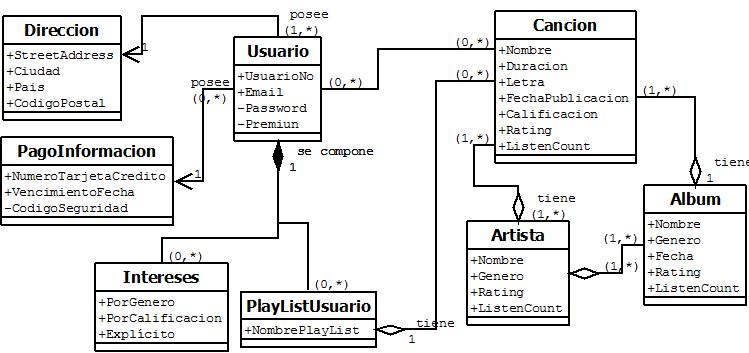 Direccion
+StreetAddress
+Ciudad
+Pais
+CodigoPostal
posee
(1,*)
1
Usuario
+UsuarioNo
+Email
-Password
-Premiun
posee
(0,*)
1
(0,*)
(0,*)
(0,*)
Cancion
+Nombre
+Duracion
+Letra
+FechaPublicacion
+Calificacion
+Rating
+ListenCount
(1,*)
(1,*)
PagoInformacion
+NumeroTarjetaCredito
+VencimientoFecha
-CodigoSeguridad
se compone
1
tiene
1
tiene
(1,*)
Album
+Nombre
+Genero
+Fecha
+Rating
+ListenCount
Artista
+Nombre
+Genero
+Rating
+ListenCount
(1,*)
(1,*)
(0,*)
Intereses
+PorGenero
+PorCalificacion
+Explícito
(0,*)
PlayListUsuario
+NombrePlayList
tiene
1